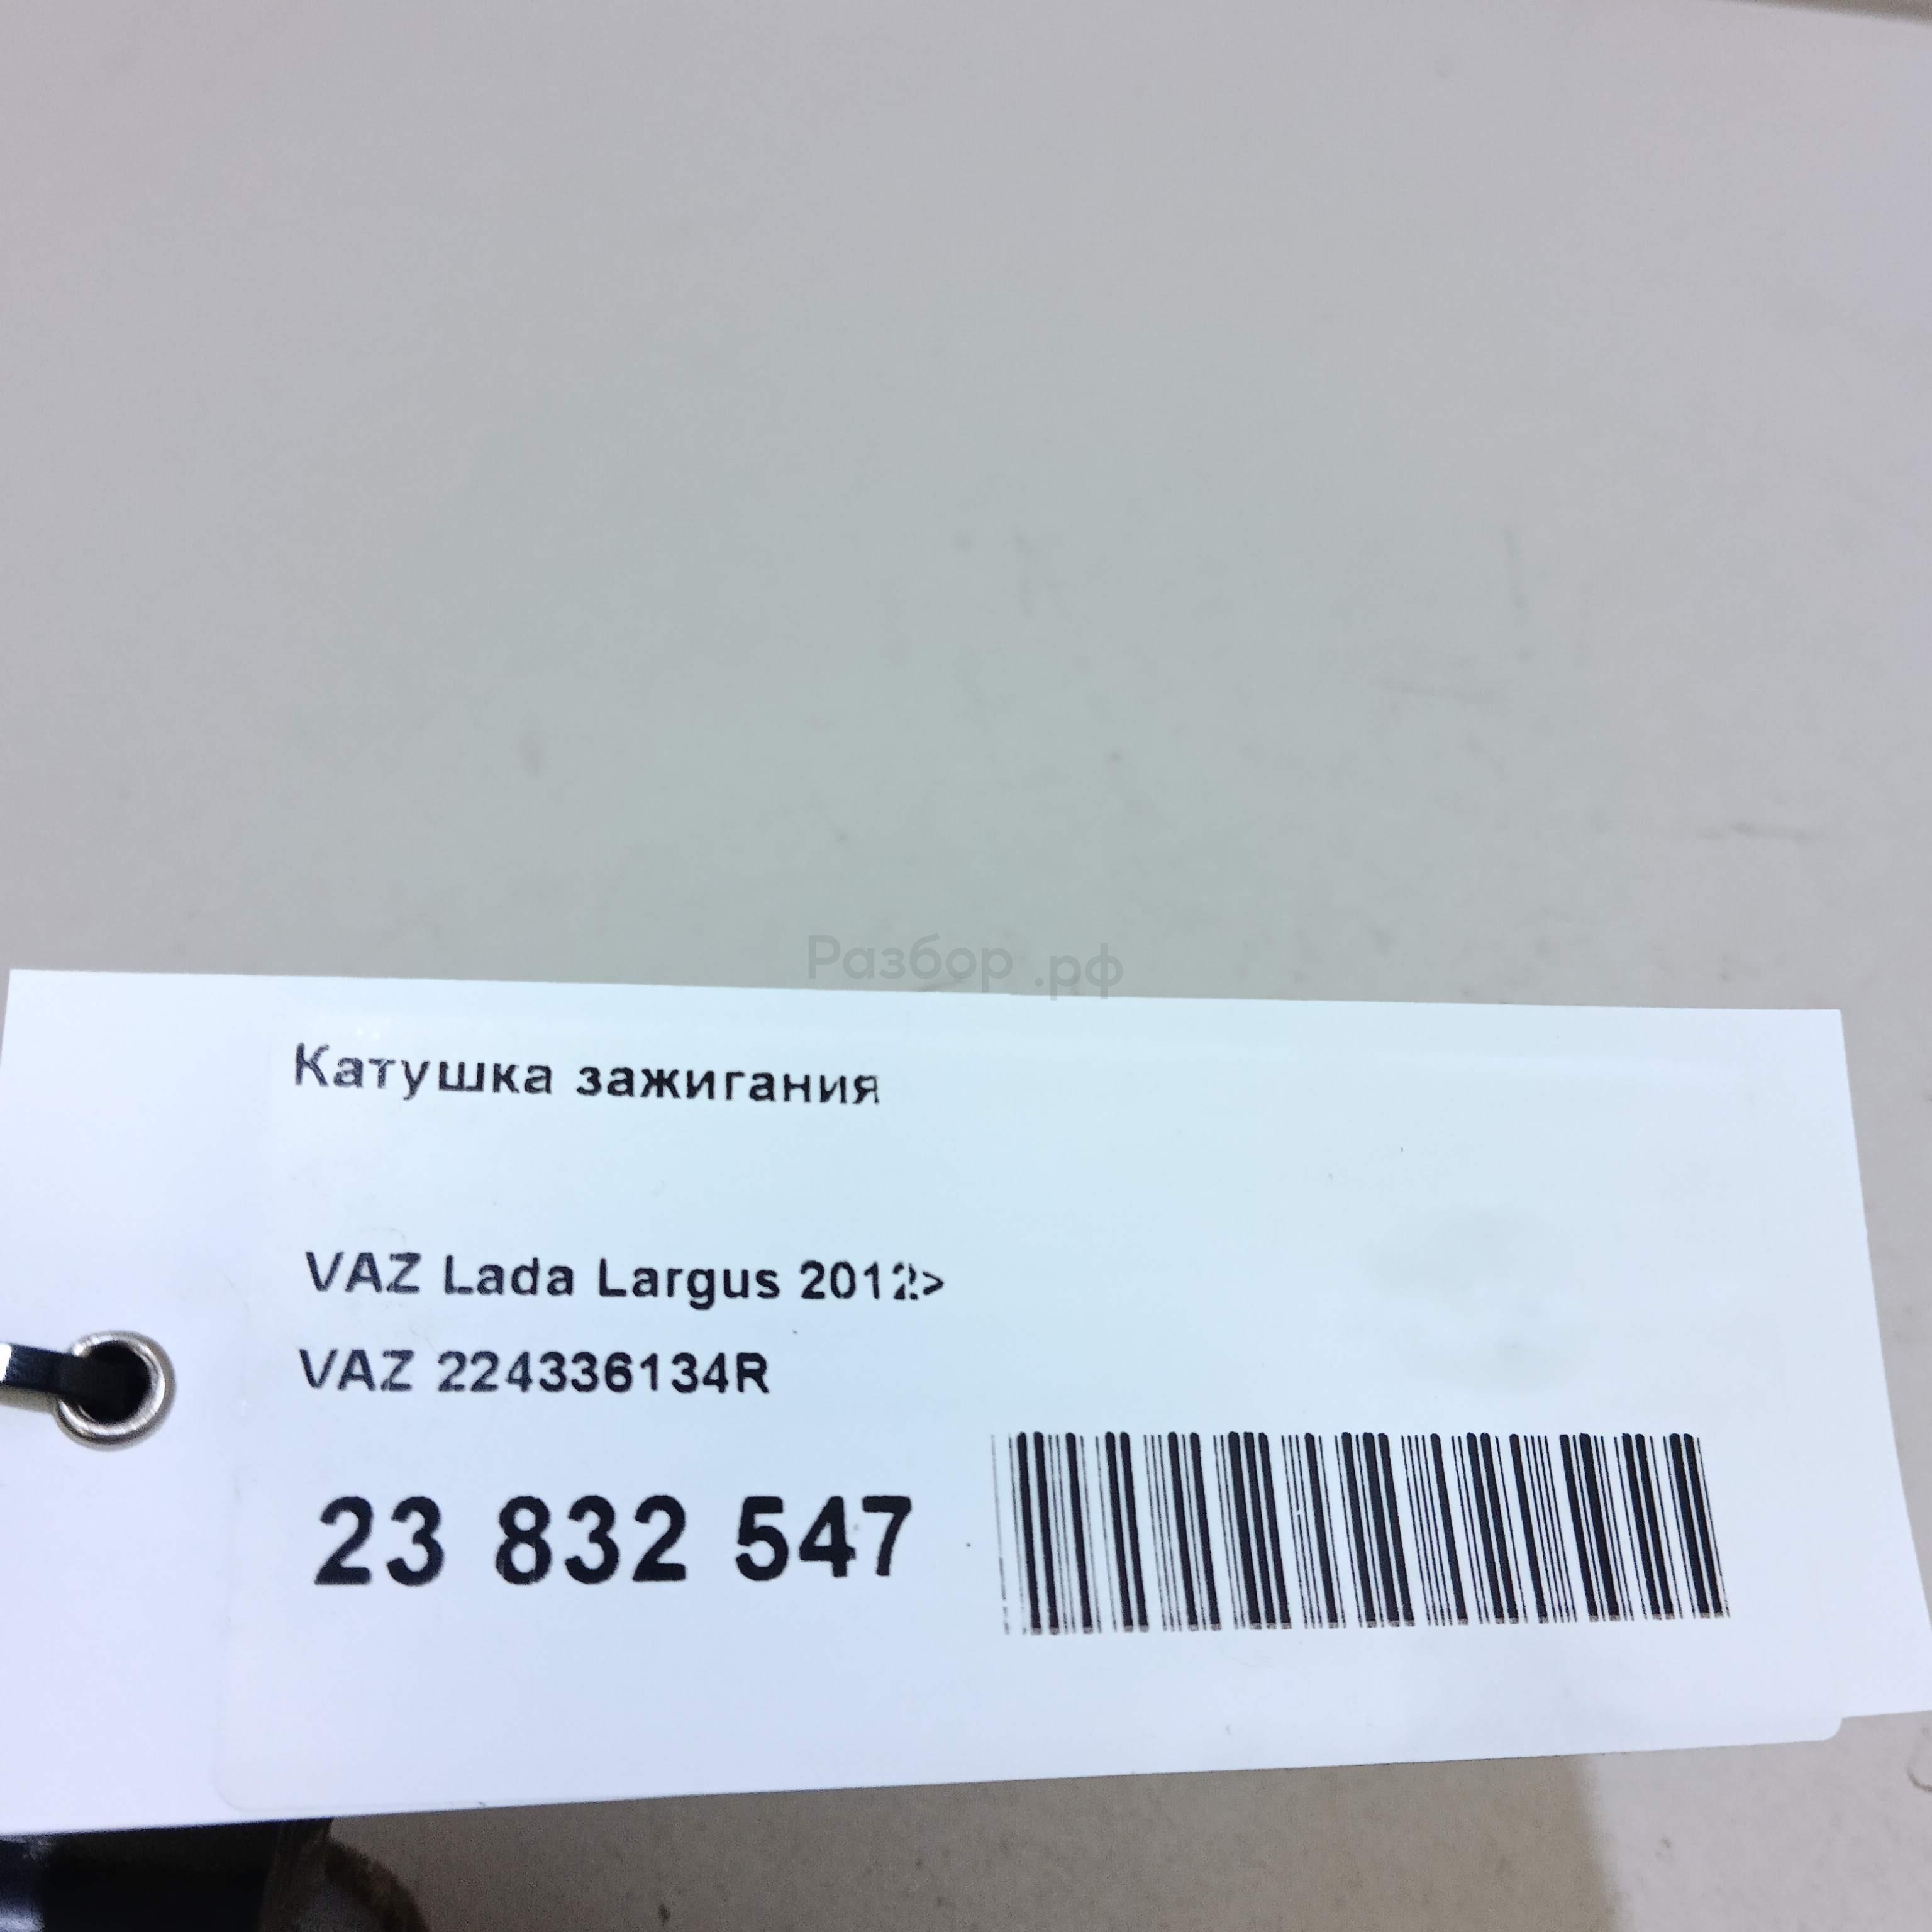 Разбор.рф
Катушка зажигания
VAZ Lada Largus 2012>
VAZ 224336134R
23 832 547